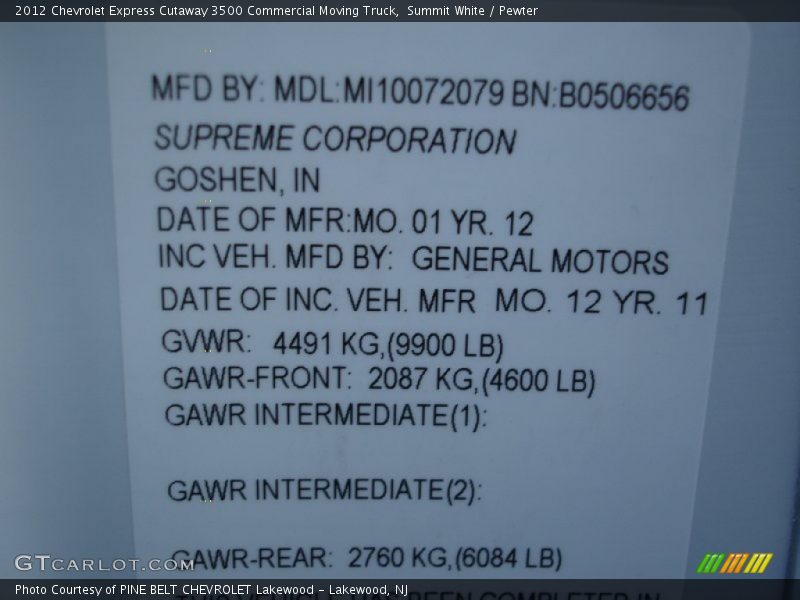 2012 Chevrolet Express Cutaway 3500 Commercial Moving Truck,  Summit White / Pewter
MFD BY: MDL:MI10072079 BN:B0506656
SUPREME CORPORATION
GOSHEN, IN
DATE OF MFR:MO. 01 YR. 12
INC VEH. MFD BY:  GENERAL MOTORS
DATE OF INC. VEH. MFR  MO. 12 YR. 11
GVWR:  4491 KG,(9900 LB)
GAWR-FRONT:  2087 KG,(4600 LB)
GAWR INTERMEDIATE(1):
GAWR INTERMEDIATE(2):
GAWR-REAR:  2760 KG,(6084 LB)
GTCARLOT.COM
Photo Courtesy of PINE BELT CHEVROLET Lakewood - Lakewood, NJ